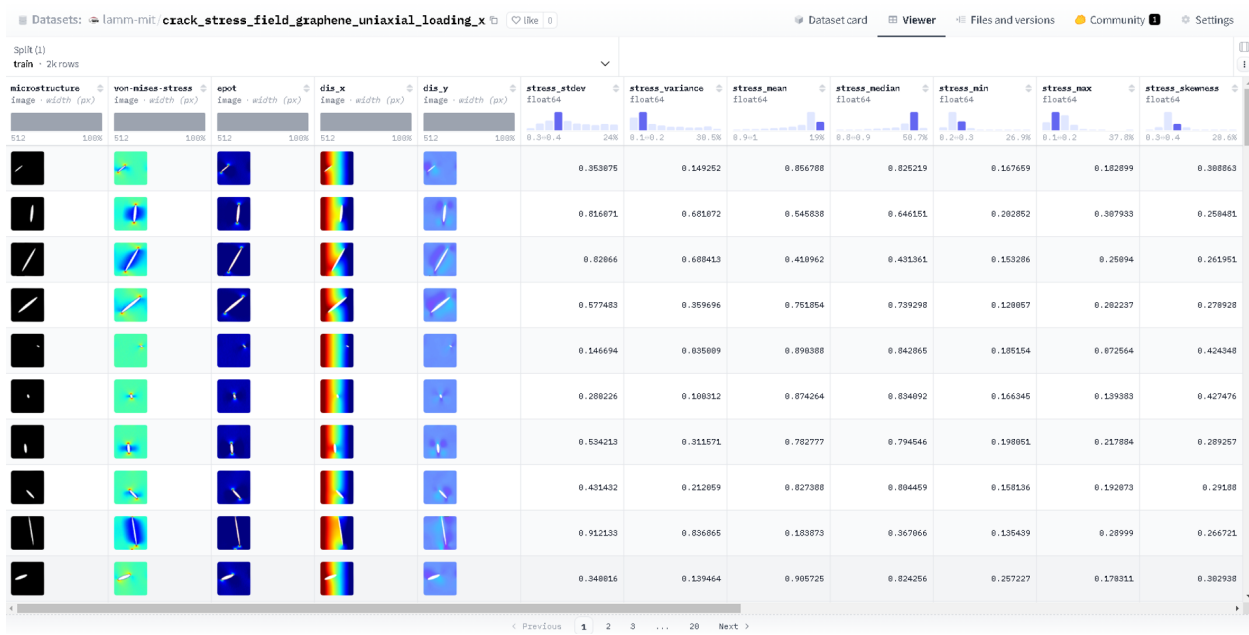 Datasets: lamm-mit/crack_stress_field_graphene_uniaxial_loading_x like 0 Dataset card Viewer Files and versions Community 1 Settings
Split (1)
train · 2k rows
microstructure von-mises-stress epot dis_x dis_y stress_stdev stress_variance stress_mean stress_median stress_min stress_max stress_skewness
image · width (px) image · width (px) image · width (px) image · width (px) image · width (px) float64 float64 float64 float64 float64 float64 float64
512 100% 512 100% 512 100% 512 100% 512 100% 0.3~0.4 24% 0.1~0.2 30.5% 0.9~1 19% 0.8~0.9 50.7% 0.2~0.3 26.9% 0.1~0.2 37.8% 0.3~0.4 20.6%
0.353075 0.149252 0.856788 0.825219 0.167659 0.182899 0.308863
0.816071 0.681072 0.545838 0.646151 0.202852 0.307933 0.250481
0.82066 0.688413 0.410962 0.431361 0.153286 0.25094 0.261951
0.577483 0.359696 0.751854 0.739298 0.120057 0.202237 0.270928
0.146694 0.035009 0.890388 0.842865 0.185154 0.072564 0.424348
0.280226 0.100312 0.874264 0.834092 0.166345 0.139383 0.427476
0.534213 0.311571 0.782777 0.794546 0.198051 0.217884 0.289257
0.431432 0.212059 0.827388 0.804459 0.158136 0.192073 0.29188
0.912133 0.836865 0.183873 0.367066 0.135439 0.28999 0.266721
0.340016 0.139464 0.905725 0.824256 0.257227 0.170311 0.302938
< Previous 1 2 3 ... 20 Next >